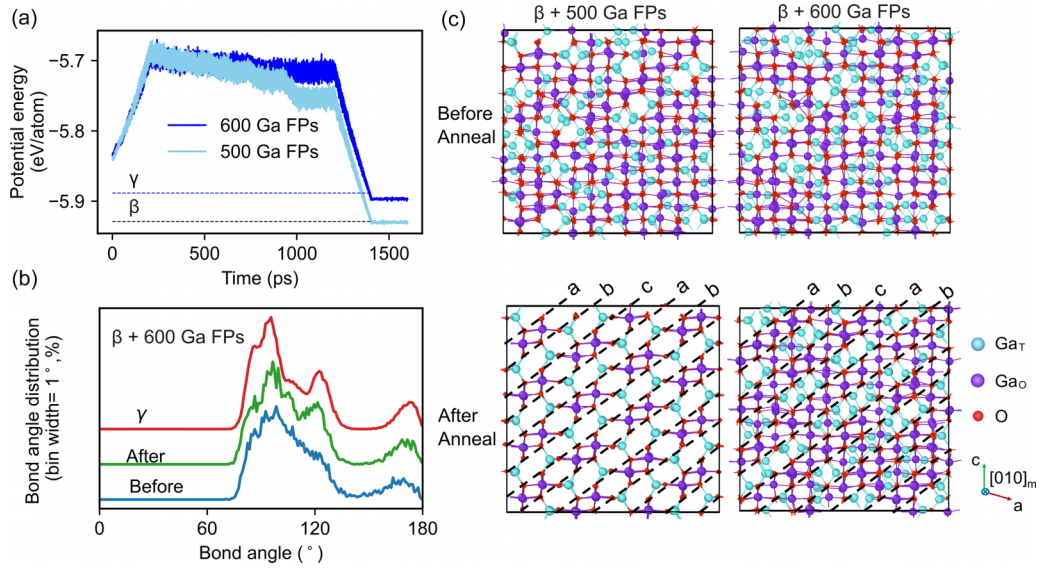 (a)
−5.7
−5.8
−5.9
Potential energy
(eV/atom)
600 Ga FPs
500 Ga FPs
γ
β
0 500 1000 1500
Time (ps)
(b)
β + 600 Ga FPs
γ
After
Before
Bond angle distribution
(bin width= 1°,%)
0 60 120 180
Bond angle (°)
(c)
β + 500 Ga FPs
β + 600 Ga FPs
Before
Anneal
a b c a b
a b c a b
After
Anneal
Ga_T
Ga_O
O
c
[010]_m
a